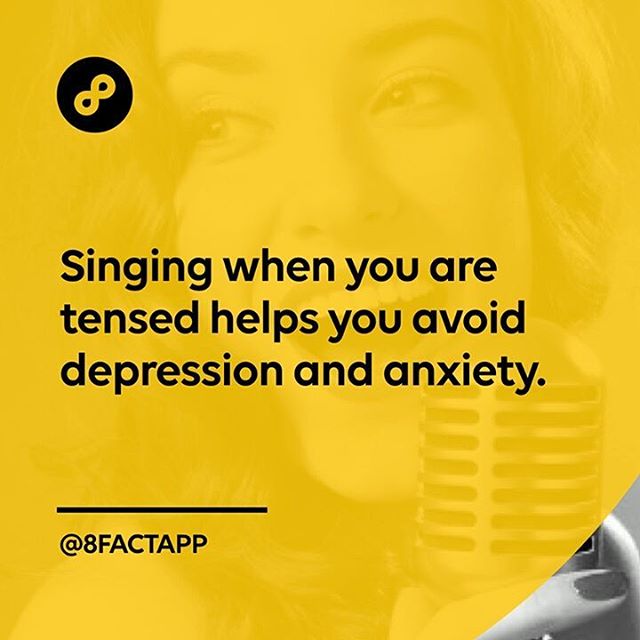 Singing when you are
tensed helps you avoid
depression and anxiety.
@8FACTAPP